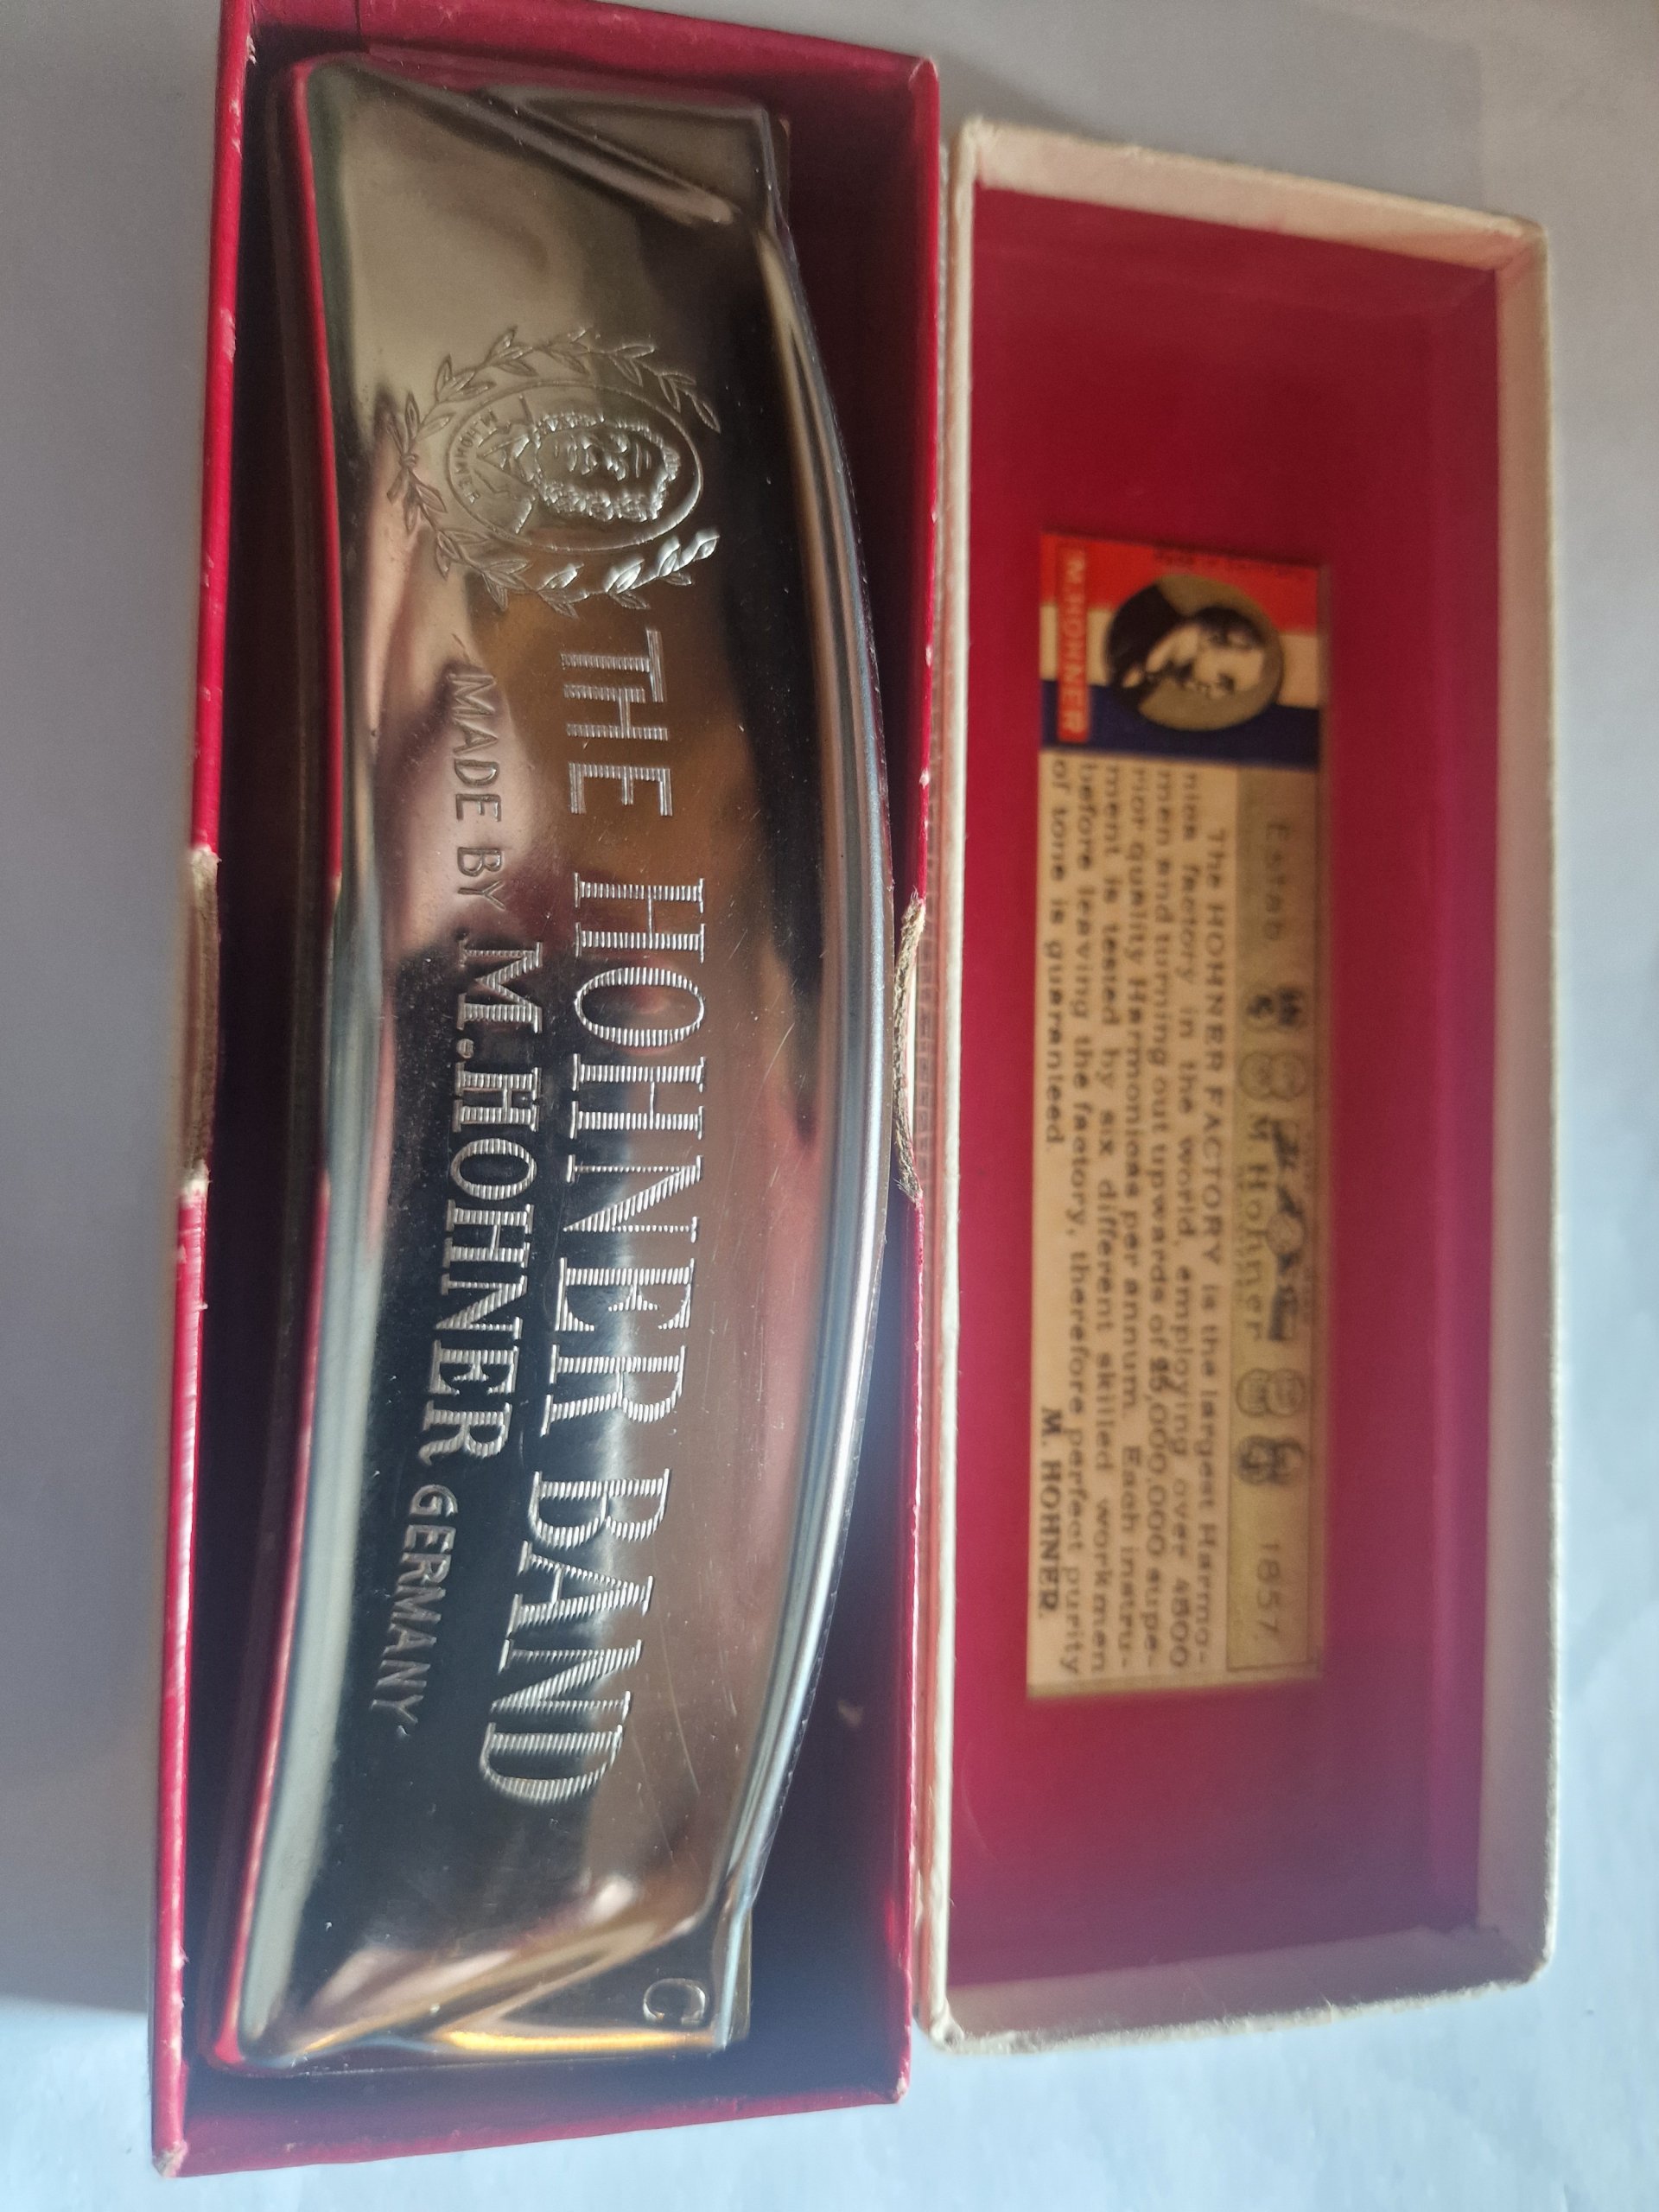 M. HOHNER
THE HOHNER BAND
MADE BY M. HOHNER GERMANY
C
M. HOHNER
Estab M. Hohner 1857.
The HOHNER FACTORY is the largest Harmo-
nica factory in the world, employing over 4500
men and turning out upwards of 25,000,000 supe-
rior quality Harmonicas per annum. Each instru-
ment is tested by six different skilled workmen
before leaving the factory, therefore perfect purity
of tone is guaranteed
M. HOHNER.